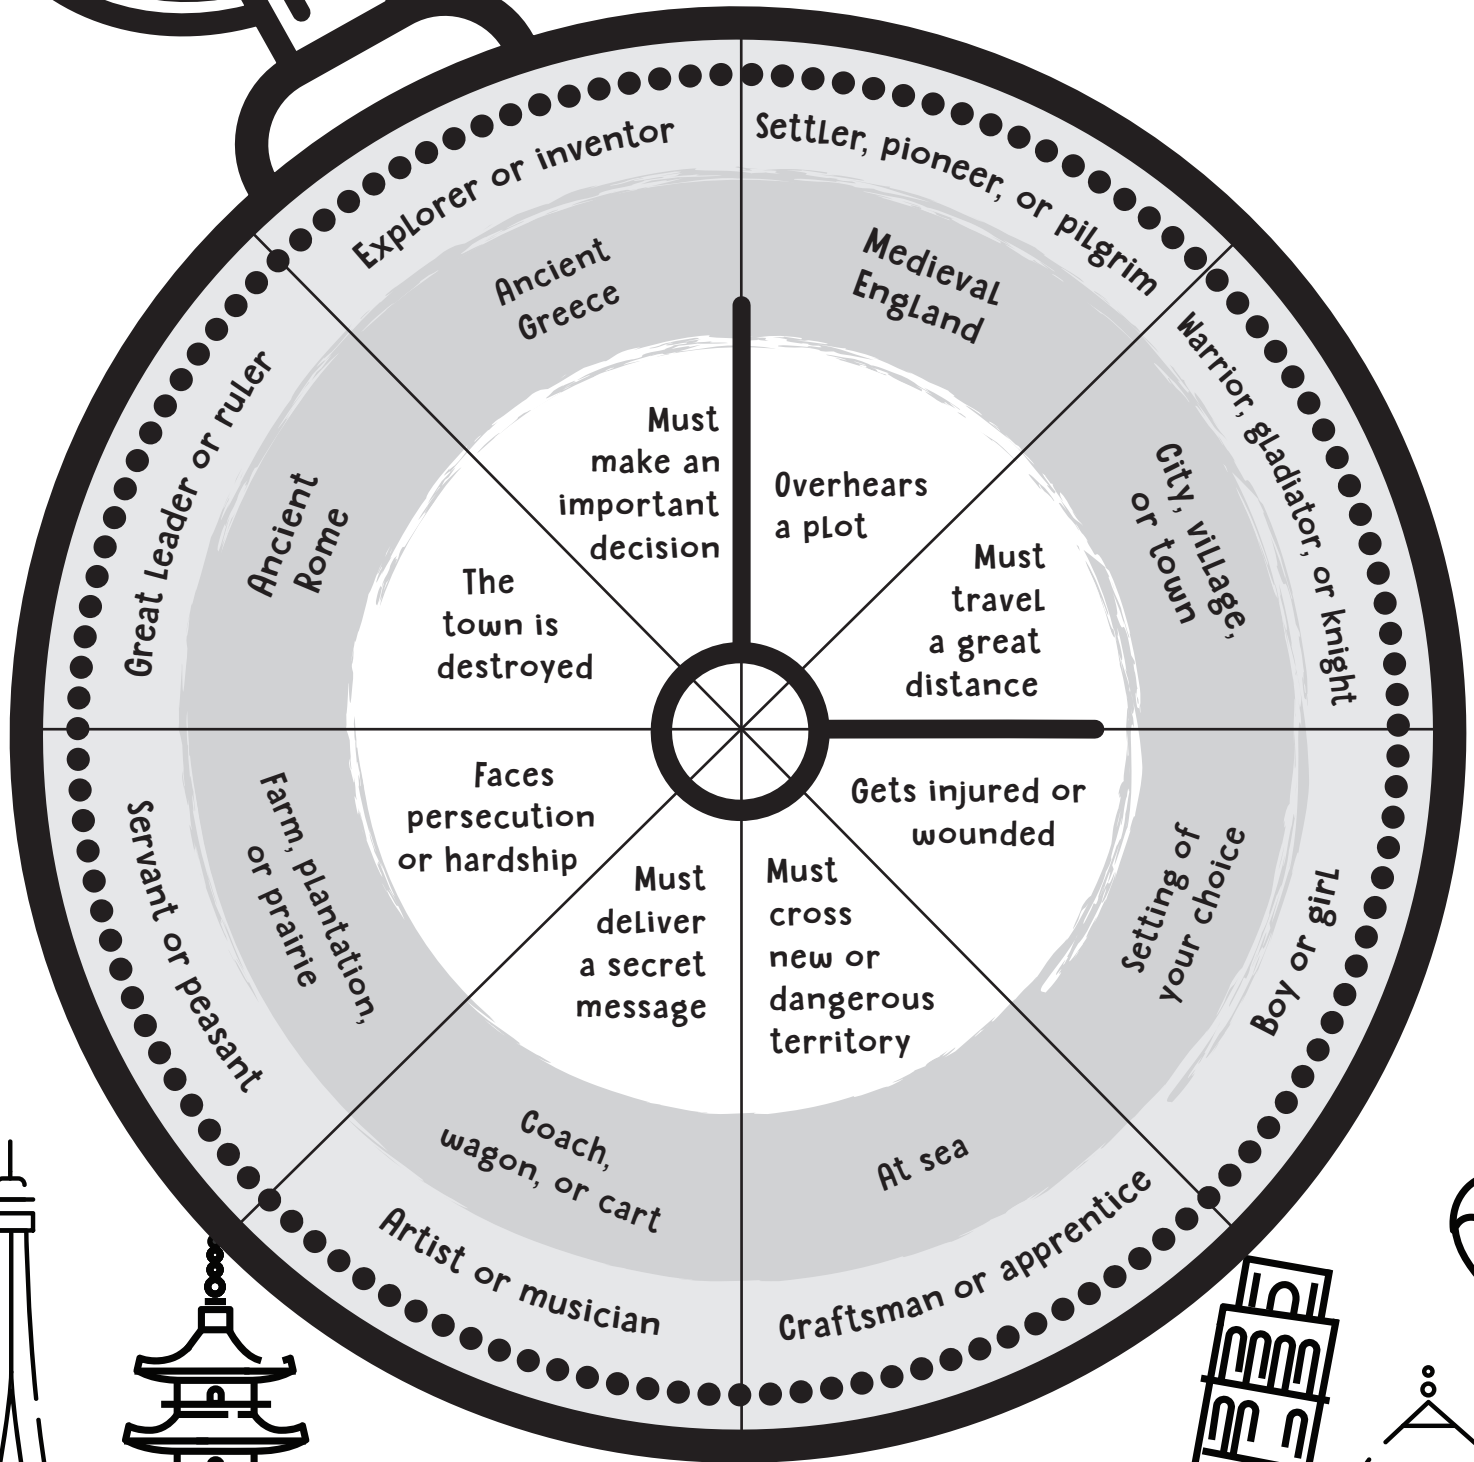 Explorer or inventor
Settler, pioneer, or pilgrim
Warrior, gladiator, or knight
Boy or girl
Craftsman or apprentice
Artist or musician
Servant or peasant
Great leader or ruler
Ancient
Greece
Medieval
England
City, village,
or town
Setting of
your choice
At sea
Coach,
wagon, or cart
Farm, plantation,
or prairie
Ancient
Rome
Must
make an
important
decision
Overhears
a plot
Must
travel
a great
distance
Gets injured or
wounded
Must
cross
new or
dangerous
territory
Must
deliver
a secret
message
Faces
persecution
or hardship
The
town is
destroyed